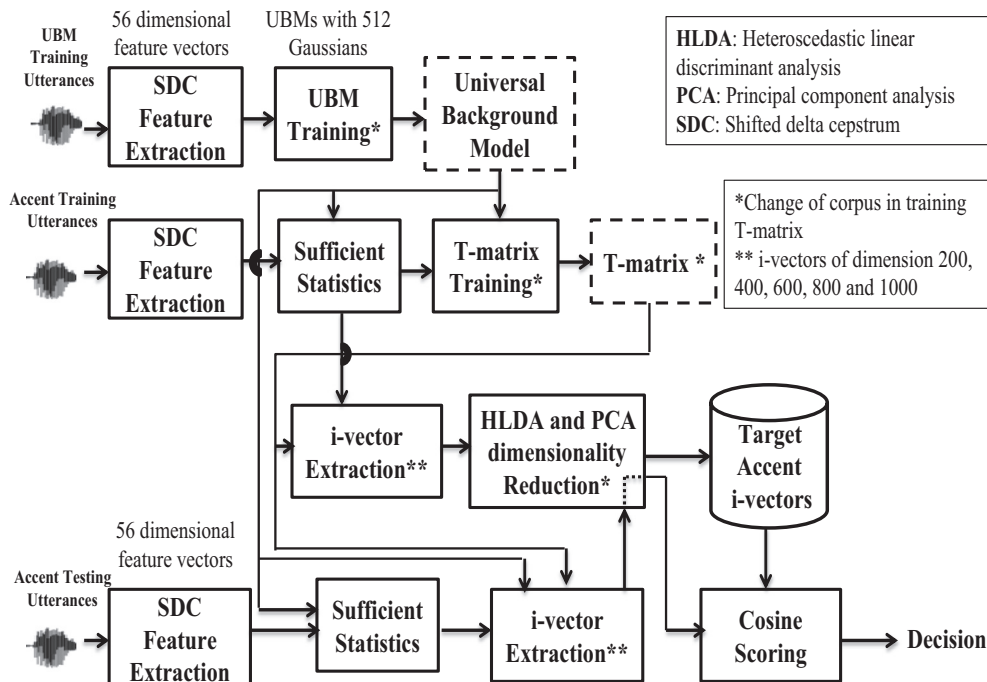 56 dimensional
feature vectors
UBMs with 512
Gaussians
UBM
Training
Utterances
SDC
Feature
Extraction
UBM
Training*
Universal
Background
Model
HLDA: Heteroscedastic linear
discriminant analysis
PCA: Principal component analysis
SDC: Shifted delta cepstrum
Accent Training
Utterances
SDC
Feature
Extraction
Sufficient
Statistics
T-matrix
Training*
T-matrix *
*Change of corpus in training
T-matrix
** i-vectors of dimension 200,
400, 600, 800 and 1000
i-vector
Extraction**
HLDA and PCA
dimensionality
Reduction*
Target
Accent
i-vectors
56 dimensional
feature vectors
Accent Testing
Utterances
SDC
Feature
Extraction
Sufficient
Statistics
i-vector
Extraction**
Cosine
Scoring
Decision